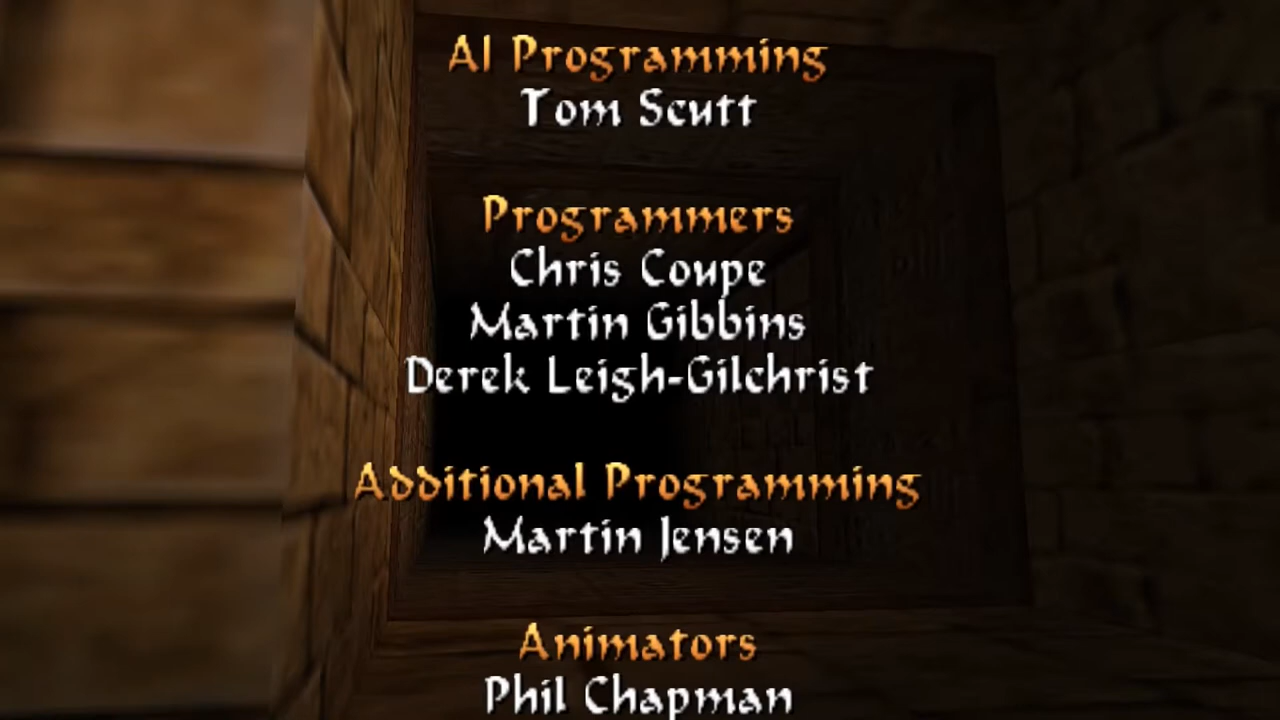 AI Programming
Tom Scutt
Programmers
Chris Coupe
Martin Gibbins
Derek Leigh-Gilchrist
Additional Programming
Martin Jensen
Animators
Phil Chapman